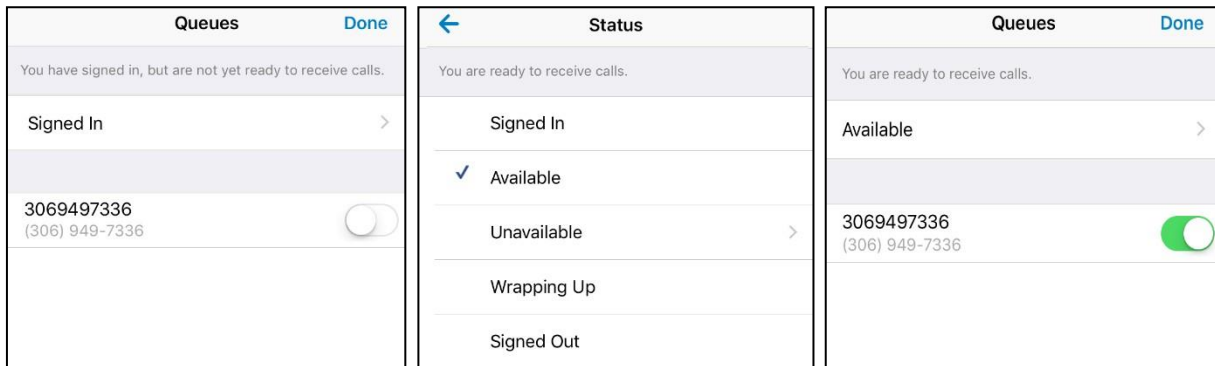 Queues Done
You have signed in, but are not yet ready to receive calls.
Signed In
3069497336
(306) 949-7336
Status
You are ready to receive calls.
Signed In
Available
Unavailable
Wrapping Up
Signed Out
Queues Done
You are ready to receive calls.
Available
3069497336
(306) 949-7336